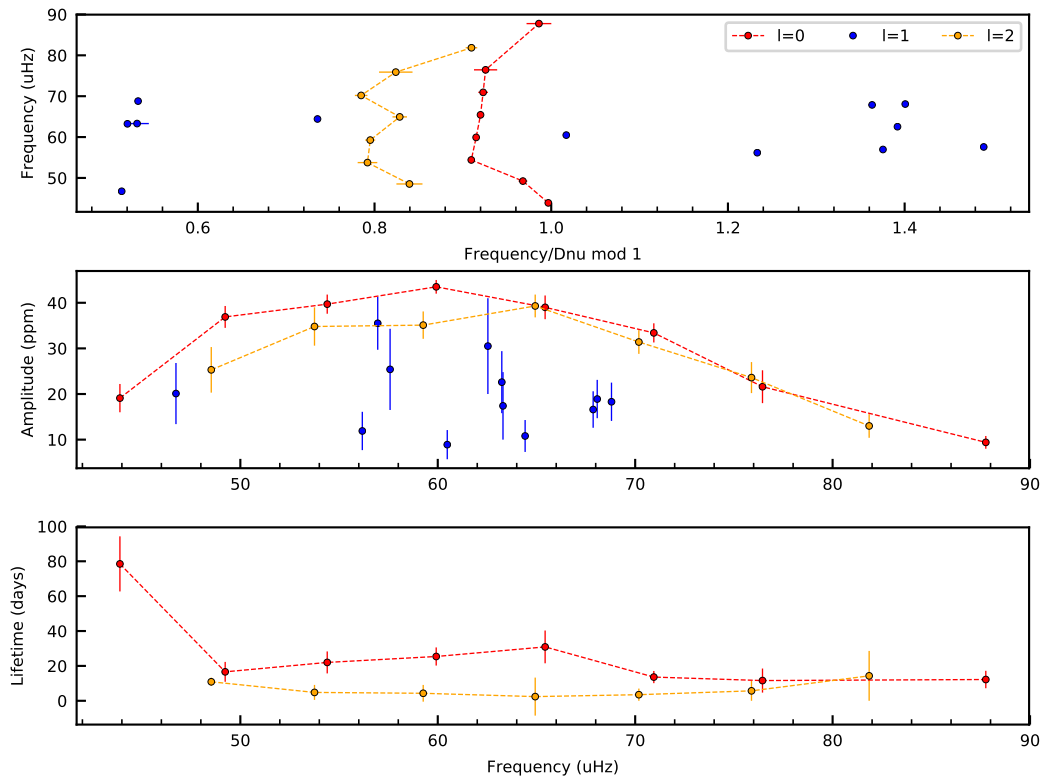 Frequency (uHz)
90
80
70
60
50
l=0 l=1 l=2
0.6 0.8 1.0 1.2 1.4
Frequency/Dnu mod 1
Amplitude (ppm)
40
30
20
10
50 60 70 80 90
Lifetime (days)
100
80
60
40
20
0
50 60 70 80 90
Frequency (uHz)